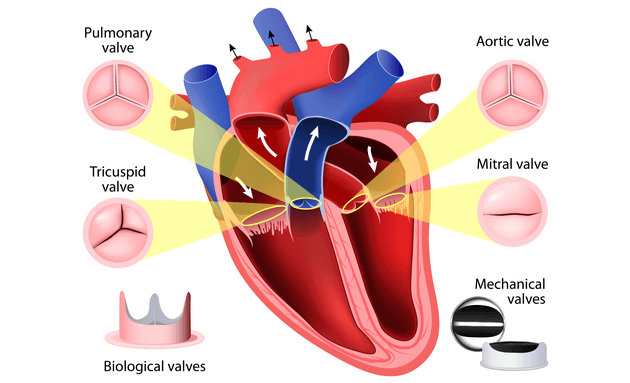 Pulmonary
valve
Aortic valve
Tricuspid
valve
Mitral valve
Biological valves
Mechanical
valves